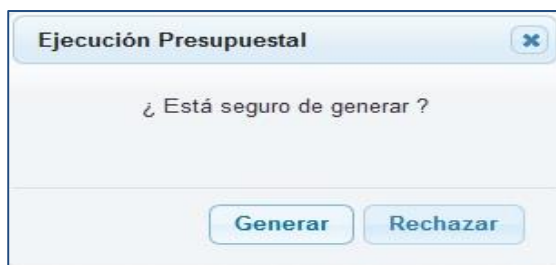 Ejecución Presupuestal
¿ Está seguro de generar ?
Generar Rechazar